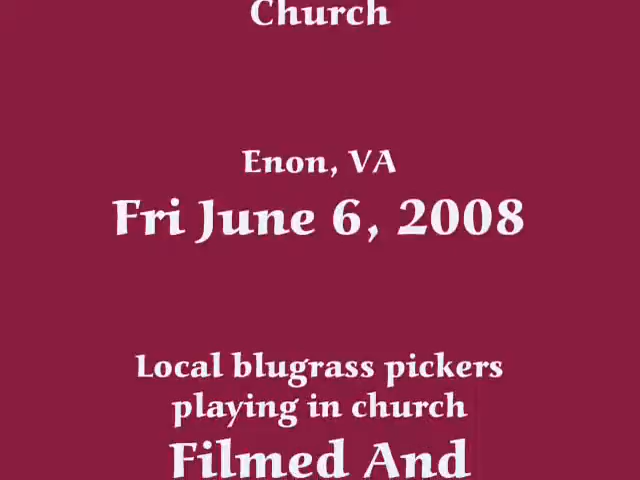 Church
Enon, VA
Fri June 6, 2008
Local blugrass pickers
playing in church
Filmed And